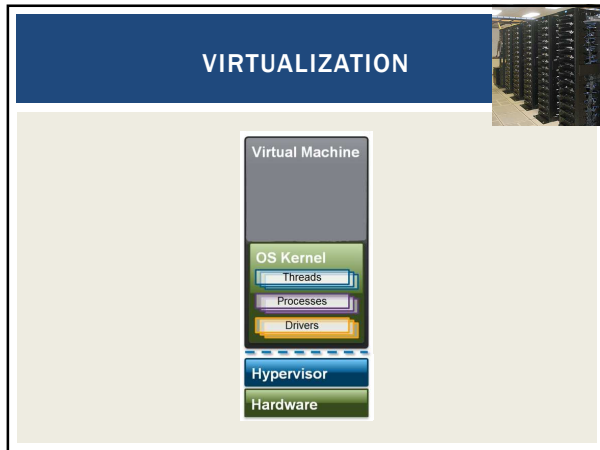 VIRTUALIZATION
Virtual Machine
OS Kernel
Threads
Processes
Drivers
Hypervisor
Hardware